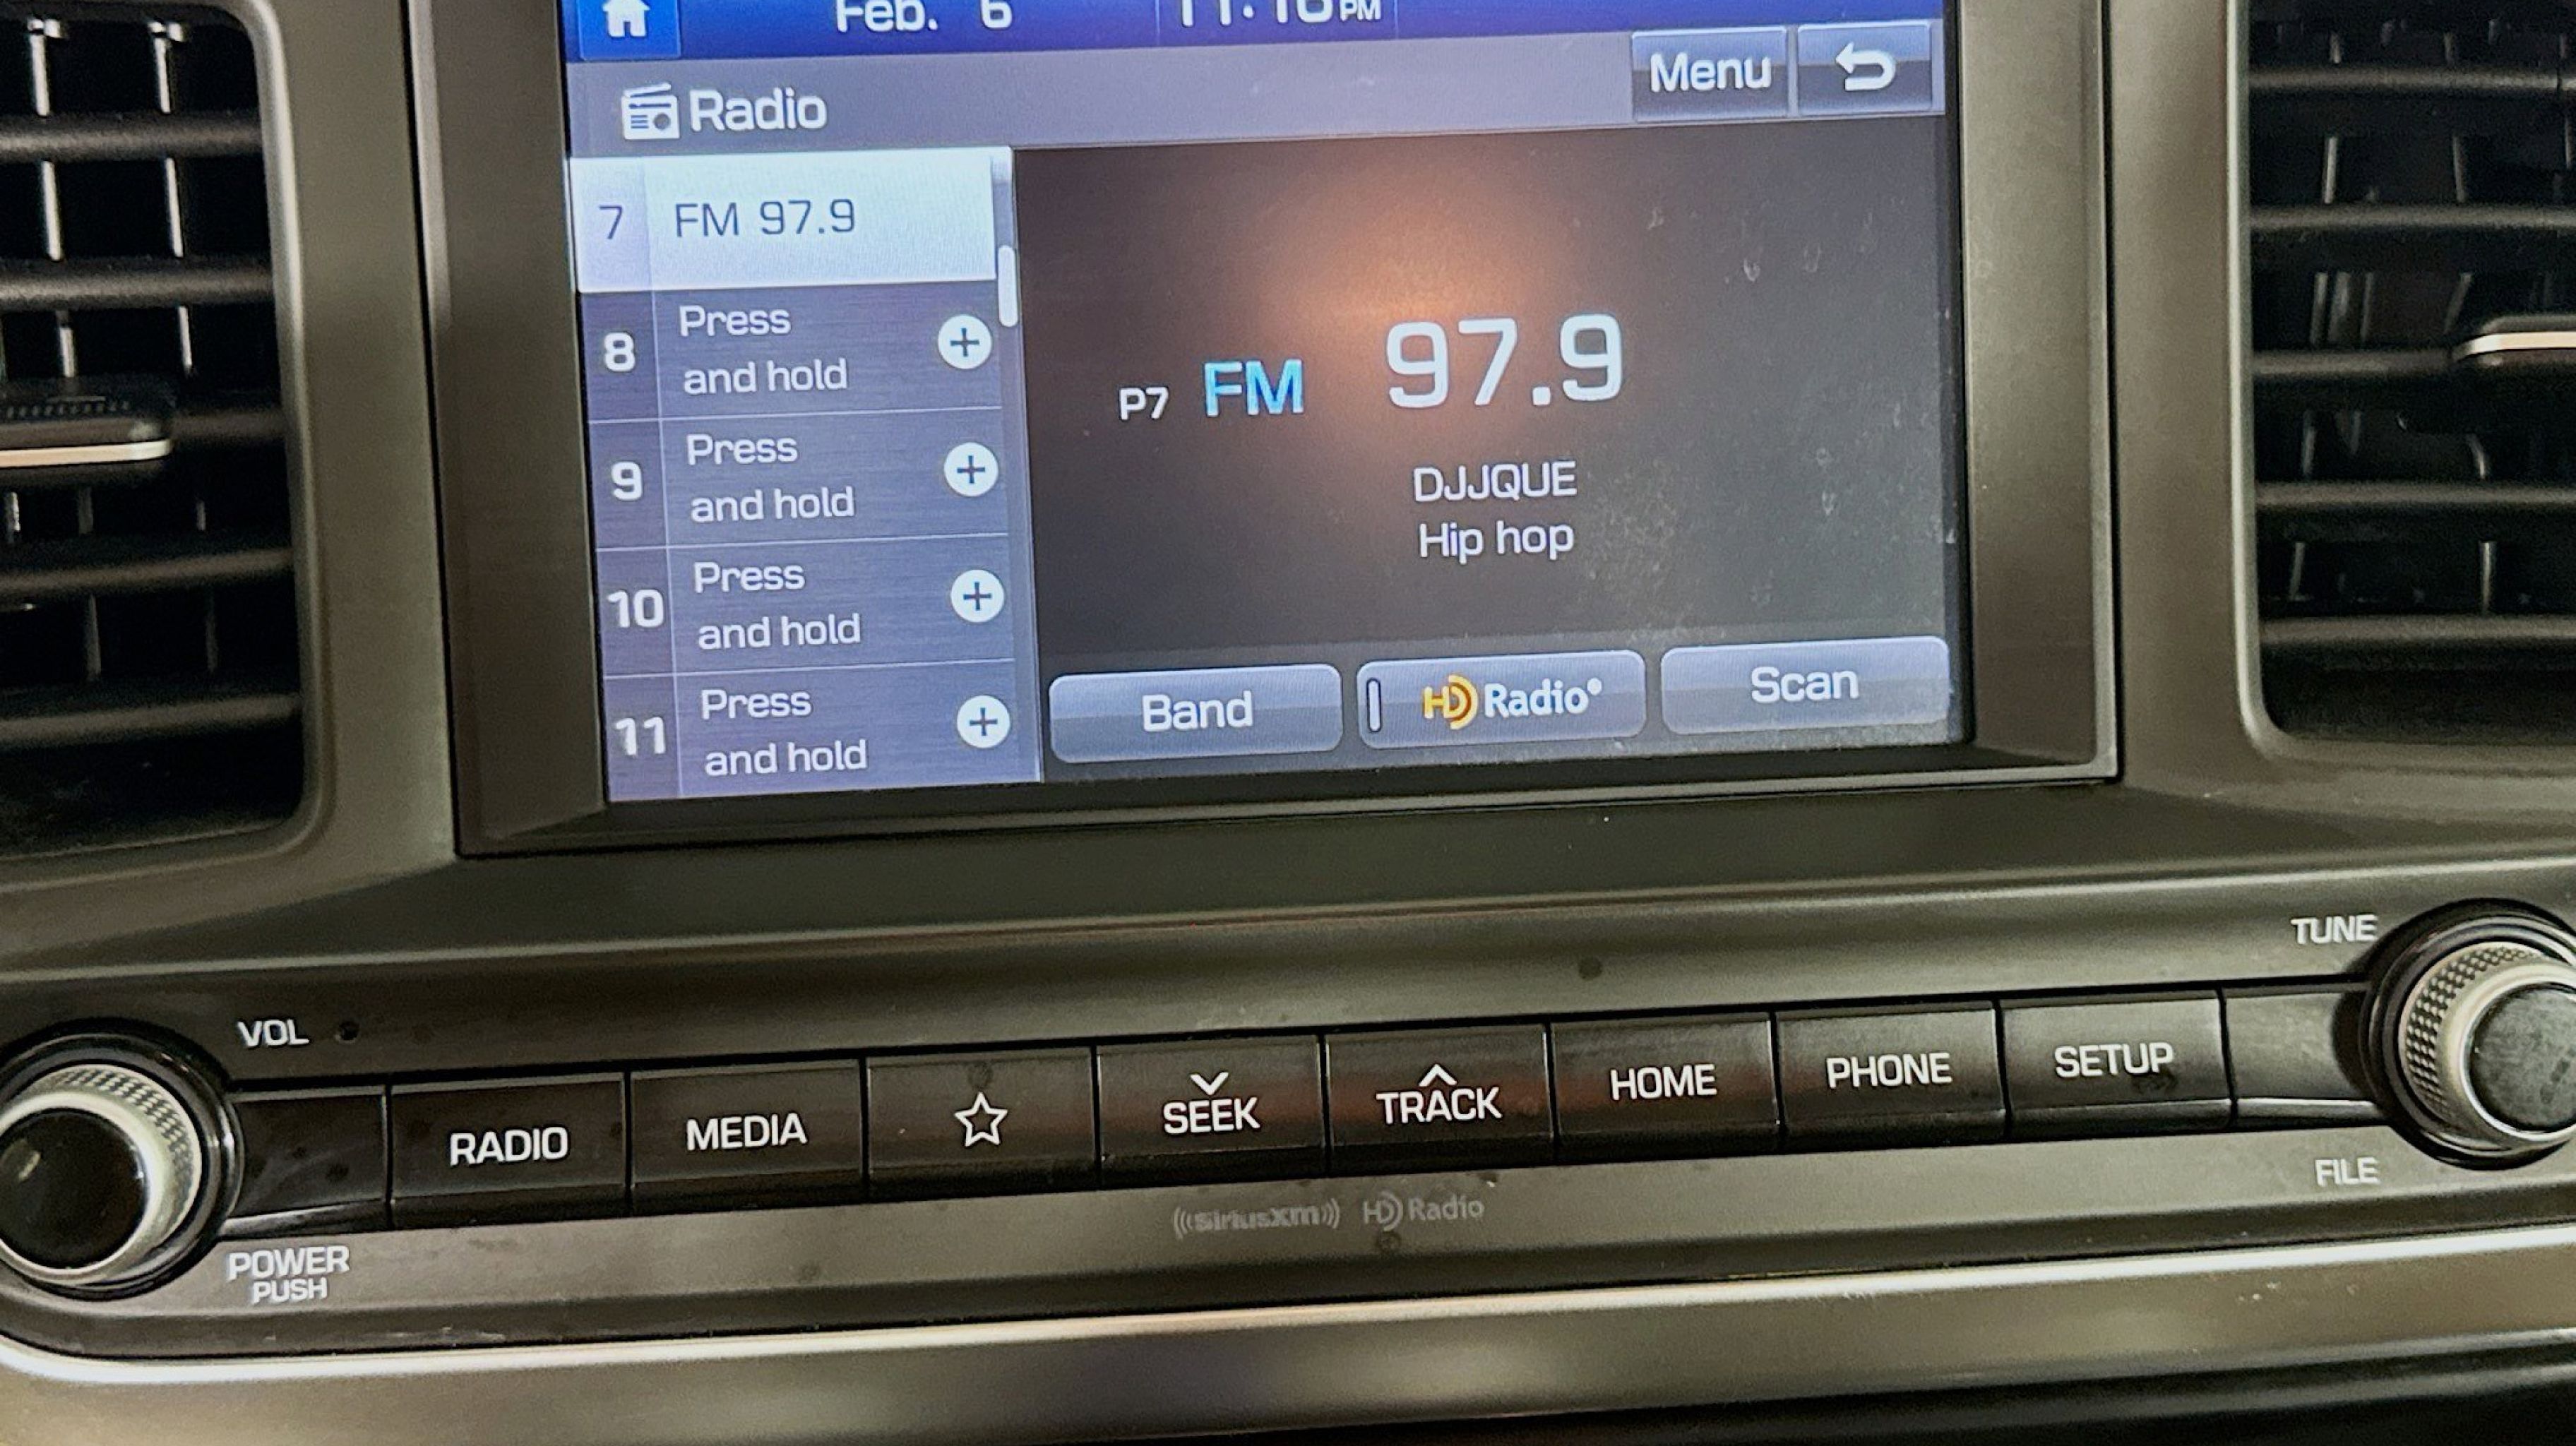 Feb. 6
Radio
Menu
7 FM 97.9
8 Press
and hold
9 Press
and hold
10 Press
and hold
11 Press
and hold
P7 FM 97.9
DJJQUE
Hip hop
Band
HD Radio®
Scan
VOL
TUNE
RADIO
MEDIA
SEEK
TRACK
HOME
PHONE
SETUP
FILE
((SiriusXM)) HD Radio
POWER
PUSH